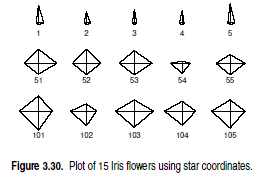 1 2 3 4 5
51 52 53 54 55
101 102 103 104 105
Figure 3.30. Plot of 15 Iris flowers using star coordinates.